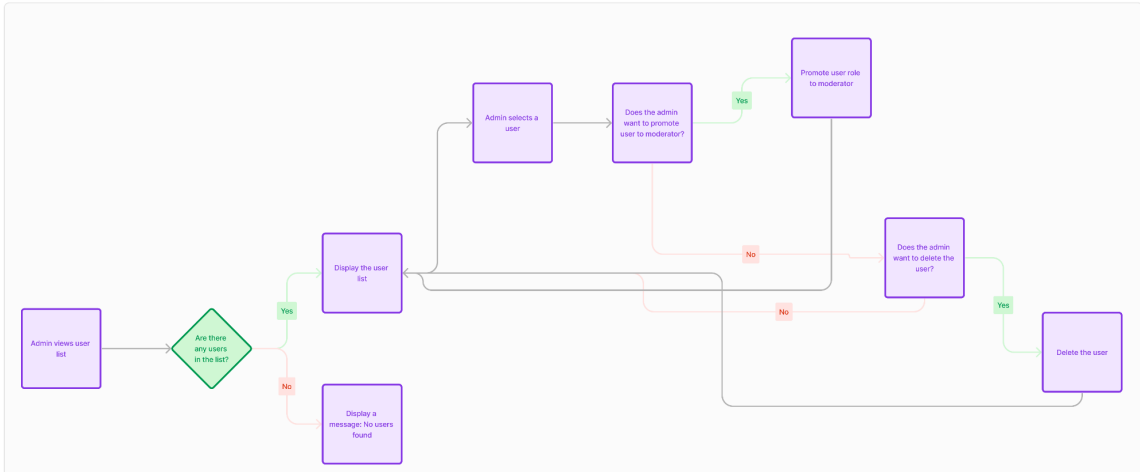 Promote user role
to moderator
Yes
Admin selects a
user
Does the admin
want to promote
user to moderator?
No
Does the admin
want to delete the
user?
Display the user
list
Yes
No
Yes
Admin views user
list
Are there
any users
in the list?
Delete the user
No
Display a
message: No users
found